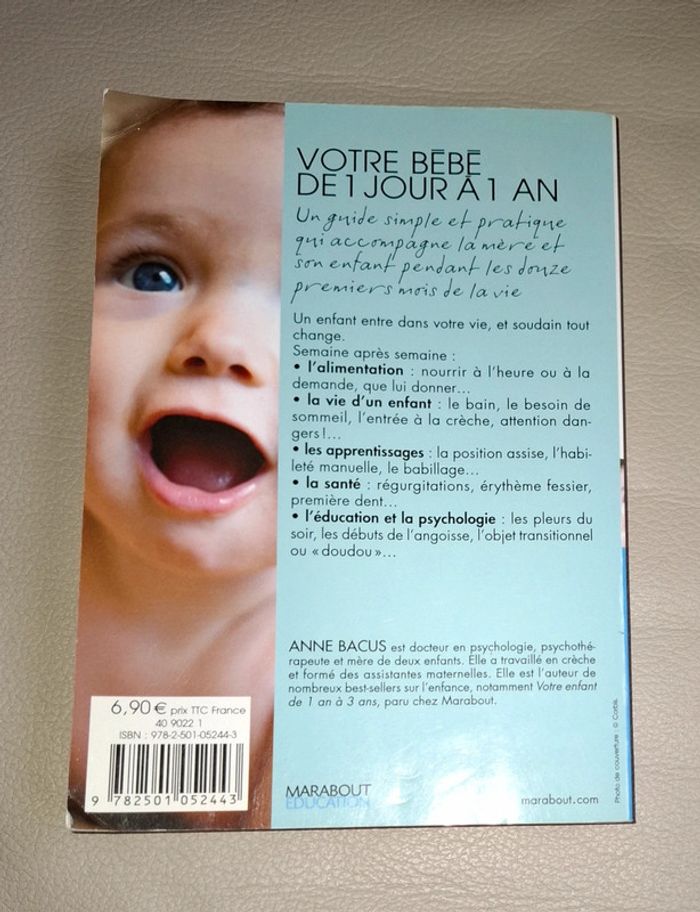 VOTRE BÉBÉ
DE 1 JOUR À 1 AN
Un guide simple et pratique
qui accompagne la mère et
son enfant pendant les douze
premiers mois de la vie
Un enfant entre dans votre vie, et soudain tout
change.
Semaine après semaine :
• l'alimentation : nourrir à l'heure ou à la
demande, que lui donner...
• la vie d'un enfant : le bain, le besoin de
sommeil, l'entrée à la crèche, attention dan-
gers !...
• les apprentissages : la position assise, l'habi-
leté manuelle, le babillage...
• la santé : régurgitations, érythème fessier,
première dent...
• l'éducation et la psychologie : les pleurs du
soir, les débuts de l'angoisse, l'objet transitionnel
ou « doudou »...
ANNE BACUS est docteur en psychologie, psychothé-
rapeute et mère de deux enfants. Elle a travaillé en crèche
et formé des assistantes maternelles. Elle est l'auteur de
nombreux best-sellers sur l'enfance, notamment Votre enfant
de 1 an à 3 ans, paru chez Marabout.
6,90 € prix TTC France
40 9022 1
ISBN : 978-2-501-05244-3
9 782501 052443
MARABOUT
ÉDUCATION
marabout.com
Photo de couverture : © Corbis.